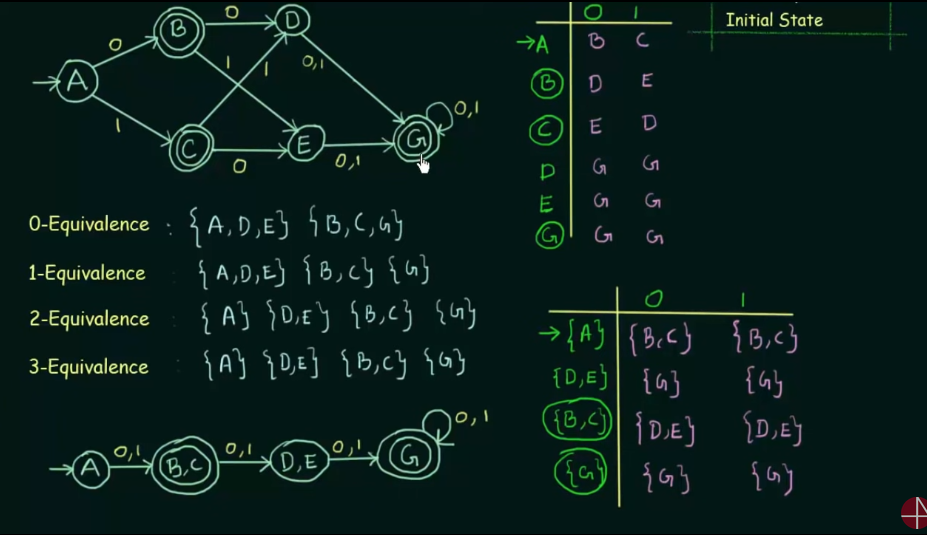 0 1
Initial State
→A B C
B D E
C E D
D G G
E G G
G G G
A B C D E G
0 1 0 1 1 0 0,1 0,1 0,1
0-Equivalence : {A,D,E} {B,C,G}
1-Equivalence : {A,D,E} {B,C} {G}
2-Equivalence : {A} {D,E} {B,C} {G}
3-Equivalence : {A} {D,E} {B,C} {G}
0 1
→{A} {B,C} {B,C}
{D,E} {G} {G}
{B,C} {D,E} {D,E}
{G} {G} {G}
A 0,1 B,C 0,1 D,E 0,1 G 0,1
N